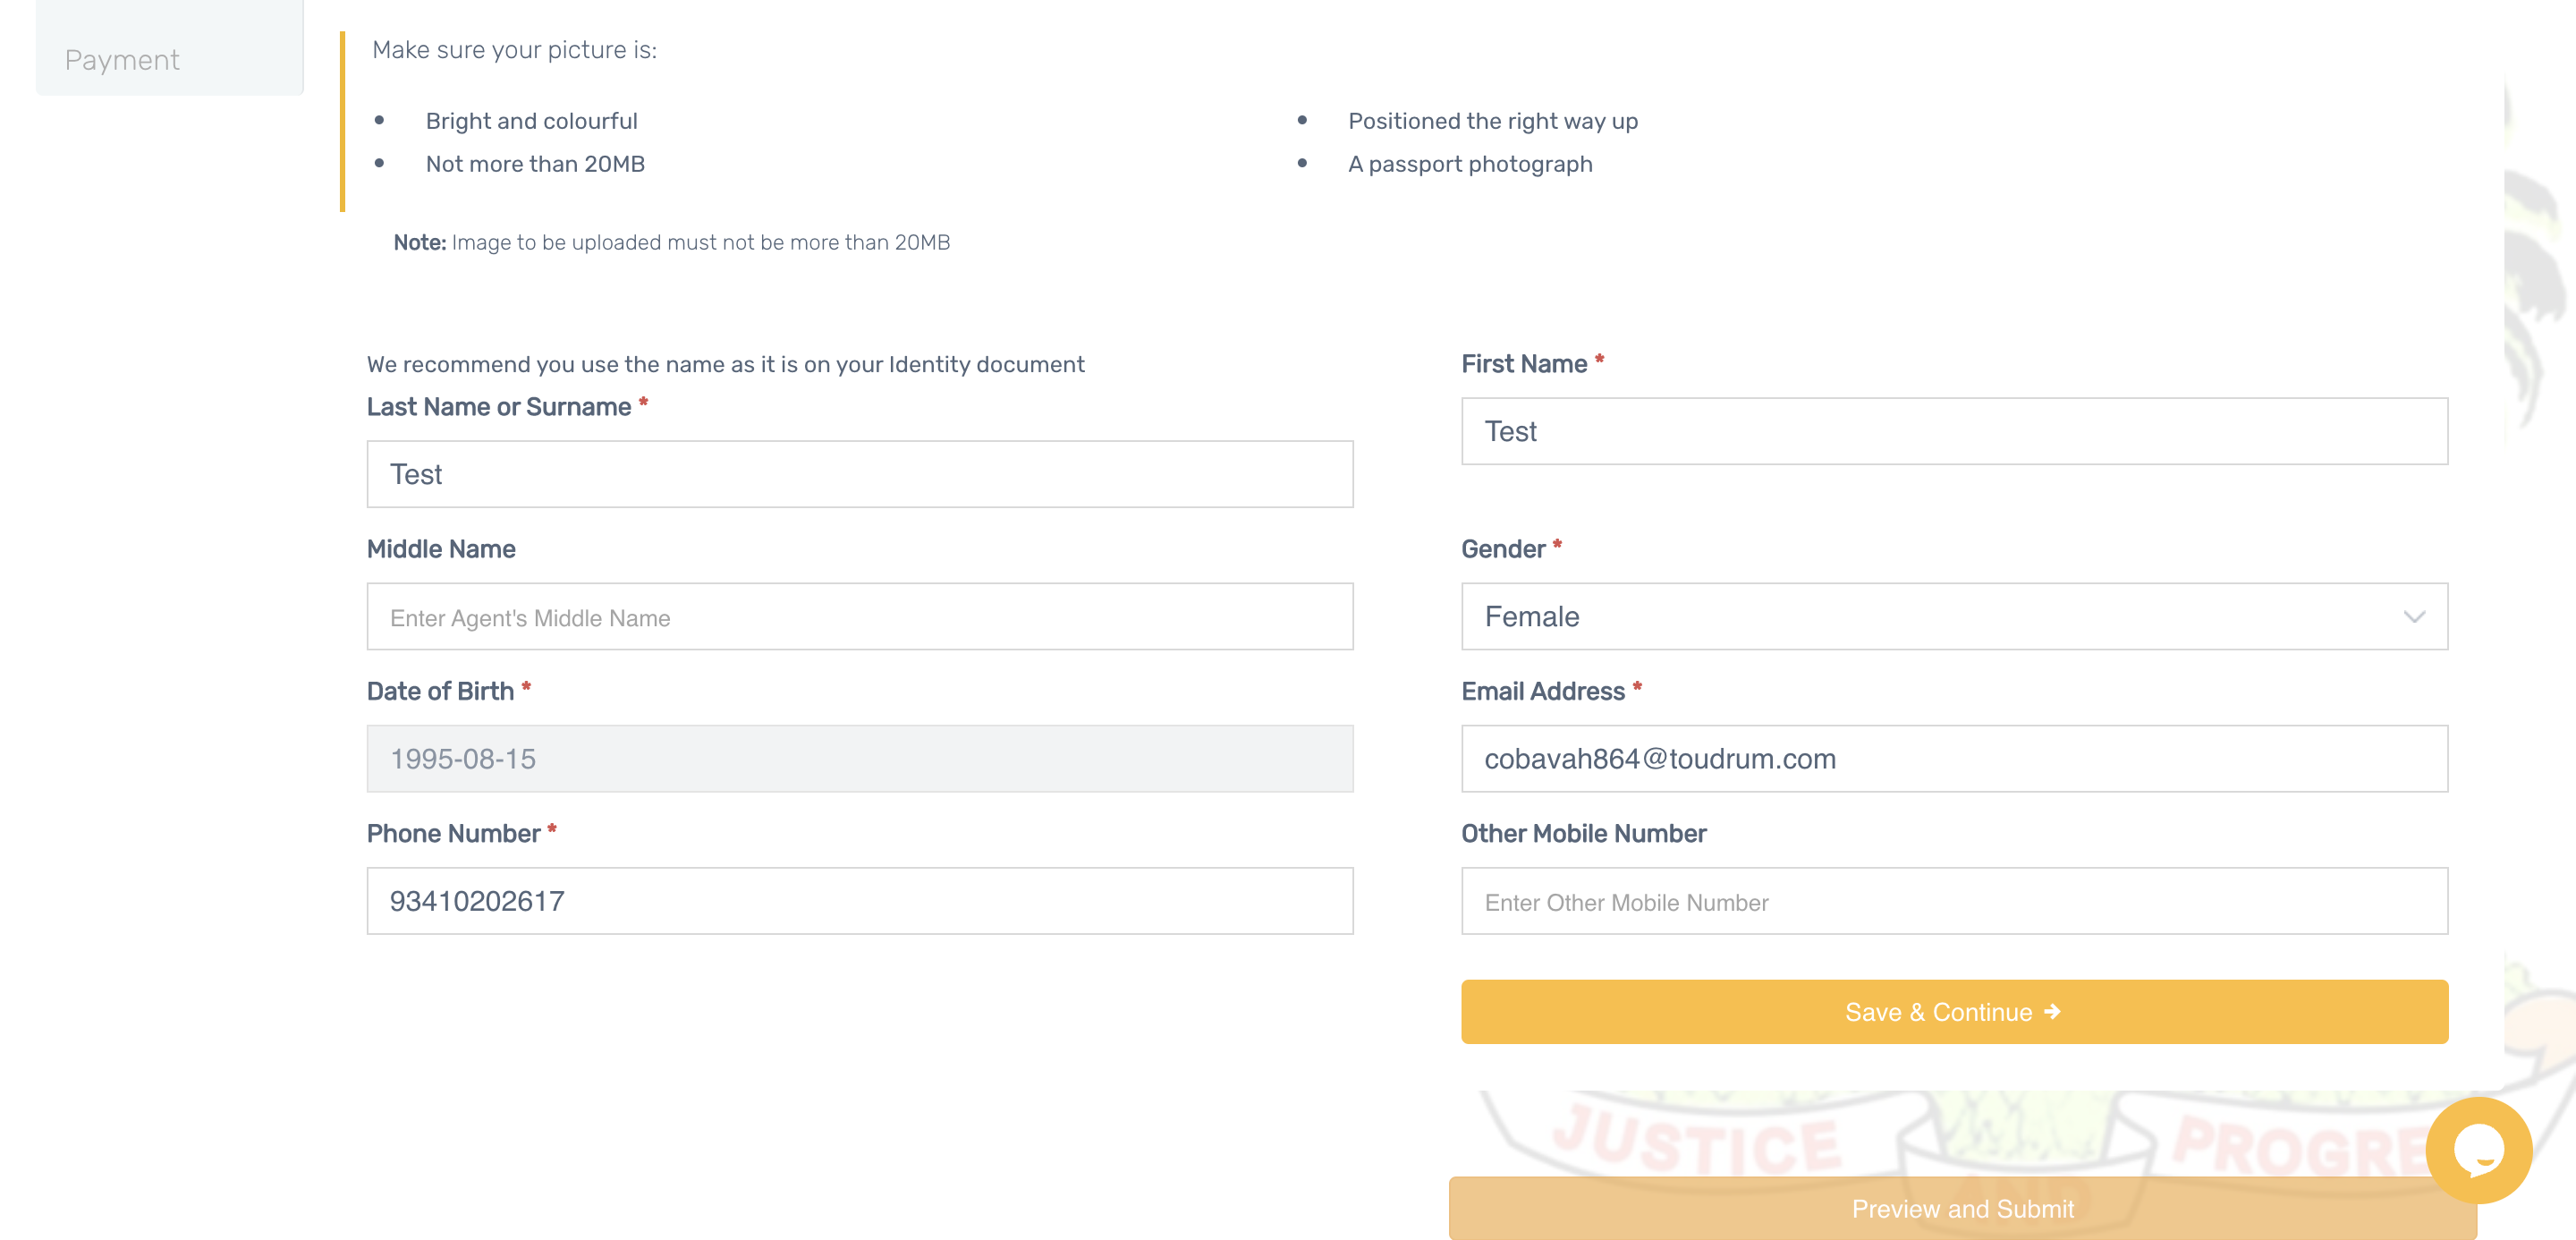 Payment
Make sure your picture is:
• Bright and colourful
• Not more than 20MB
• Positioned the right way up
• A passport photograph
Note: Image to be uploaded must not be more than 20MB
We recommend you use the name as it is on your Identity document
Last Name or Surname *
Test
First Name *
Test
Middle Name
Enter Agent's Middle Name
Gender *
Female
Date of Birth *
1995-08-15
Email Address *
cobavah864@toudrum.com
Phone Number *
93410202617
Other Mobile Number
Enter Other Mobile Number
Save & Continue →
JUSTICE
AND
PROGRE
Preview and Submit